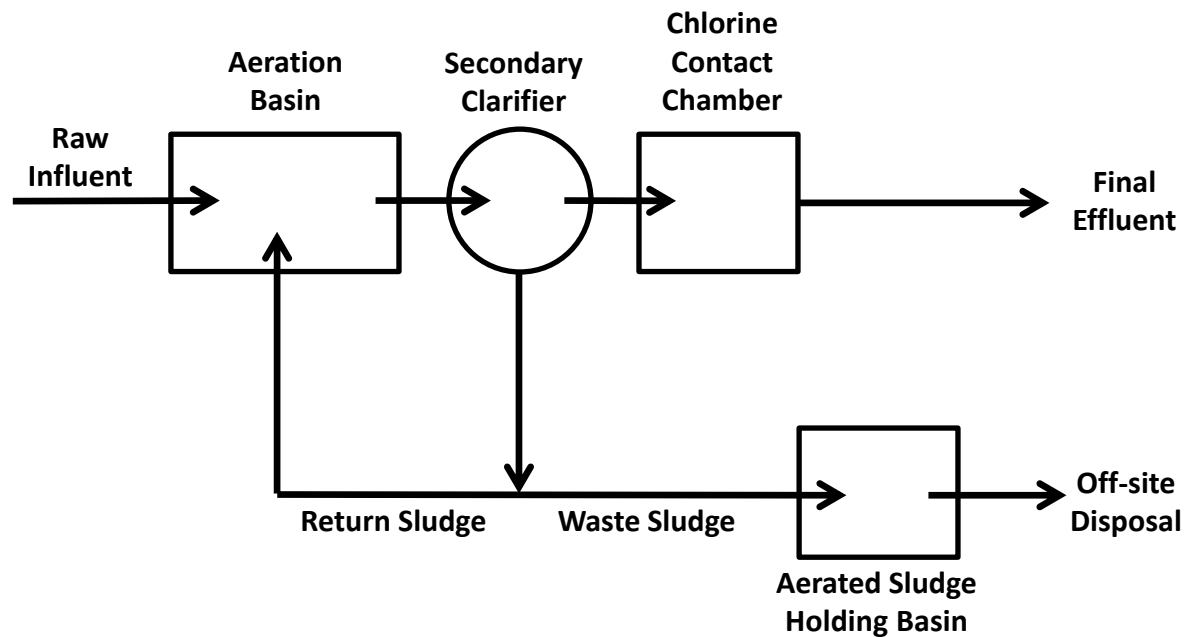 Aeration
Basin
Secondary
Clarifier
Chlorine
Contact
Chamber
Raw
Influent
Final
Effluent
Return Sludge
Waste Sludge
Off-site
Disposal
Aerated Sludge
Holding Basin